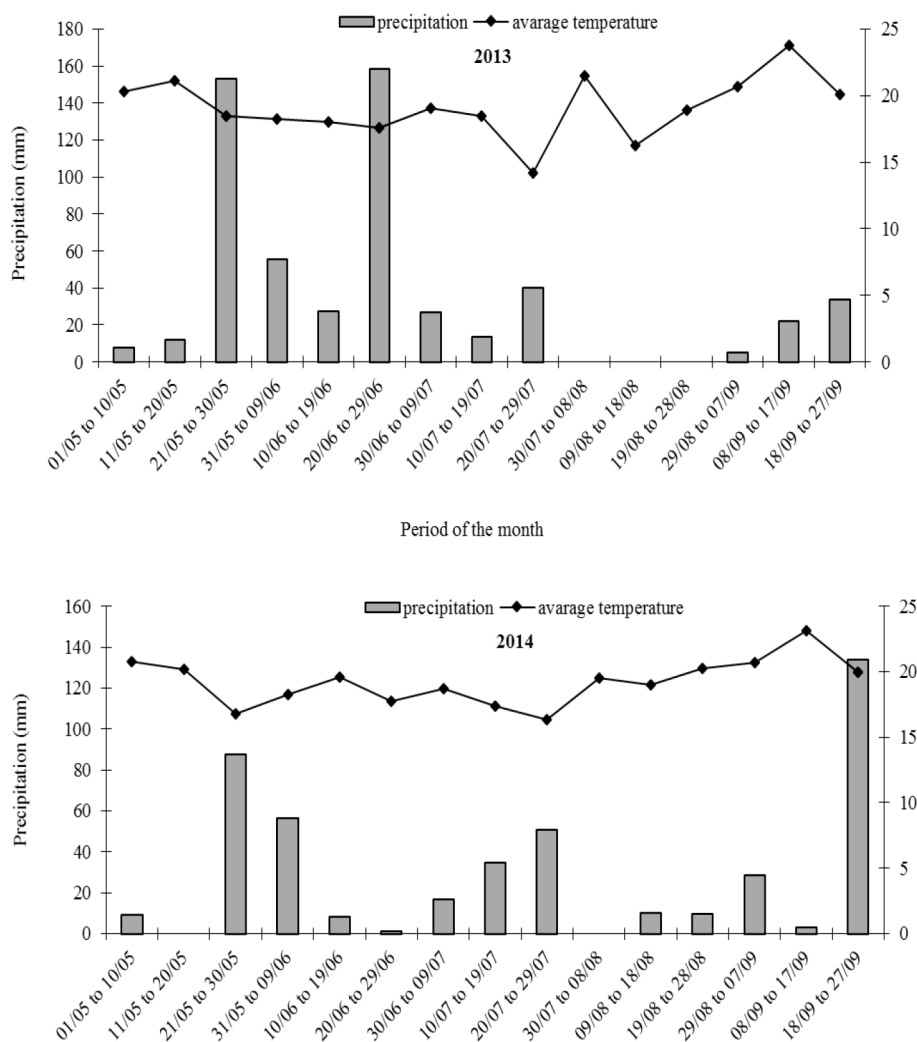 precipitation avarage temperature
2013
Precipitation (mm)
180
160
140
120
100
80
60
40
20
0
25
20
15
10
5
0
01/05 to 10/05
11/05 to 20/05
21/05 to 30/05
31/05 to 09/06
10/06 to 19/06
20/06 to 29/06
30/06 to 09/07
10/07 to 19/07
20/07 to 29/07
30/07 to 08/08
09/08 to 18/08
19/08 to 28/08
29/08 to 07/09
08/09 to 17/09
18/09 to 27/09
Period of the month
precipitation avarage temperature
2014
Precipitation (mm)
160
140
120
100
80
60
40
20
0
25
20
15
10
5
0
01/05 to 10/05
11/05 to 20/05
21/05 to 30/05
31/05 to 09/06
10/06 to 19/06
20/06 to 29/06
30/06 to 09/07
10/07 to 19/07
20/07 to 29/07
30/07 to 08/08
09/08 to 18/08
19/08 to 28/08
29/08 to 07/09
08/09 to 17/09
18/09 to 27/09